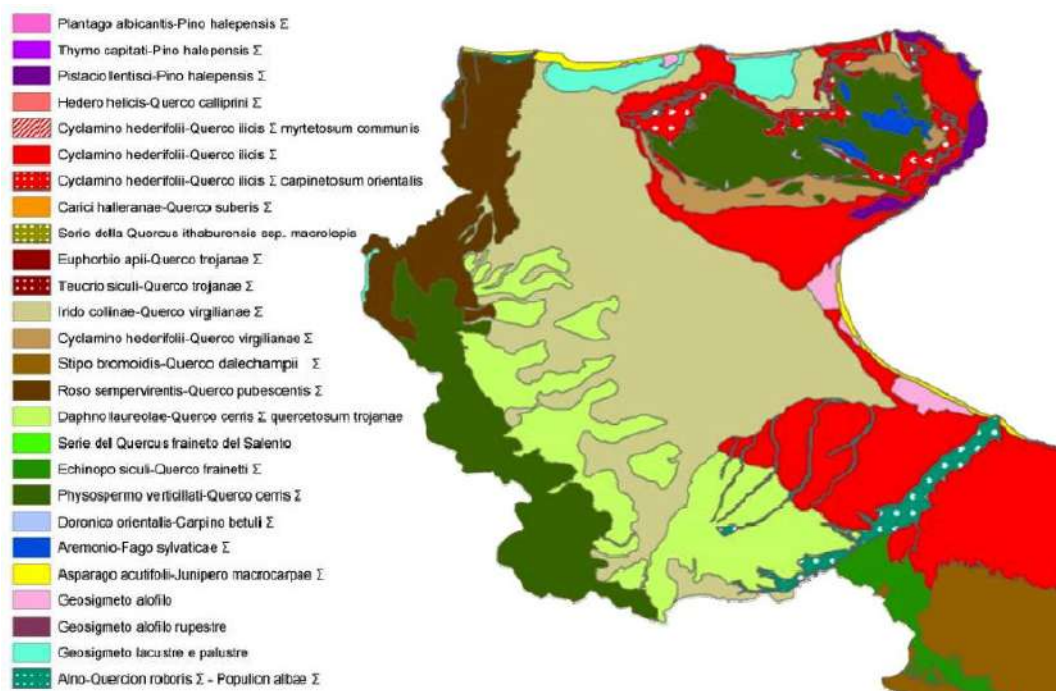 Plantago albicantis-Pino halepensis Σ
Thymo capitati-Pino halepensis Σ
Pistacio lentisci-Pino halepensis Σ
Hedero helicis-Querco calliprini Σ
Cyclamino hederifolii-Querco ilicis Σ myrtetosum communis
Cyclamino hederifolii-Querco ilicis Σ
Cyclamino hederifolii-Querco ilicis Σ carpinetosum orientalis
Carici halleranae-Querco suberis Σ
Serie della Quercus ithaburensis ssp. macrolepis
Euphorbio apii-Querco trojanae Σ
Teucrio siculi-Querco trojanae Σ
Irido collinae-Querco virgilianae Σ
Cyclamino hederifolii-Querco virgilianae Σ
Stipo bromoidis-Querco dalechampii Σ
Roso sempervirentis-Querco pubescentis Σ
Daphno laureolae-Querco cerris Σ quercetosum trojanae
Serie del Quercus fraineto del Salento
Echinopo siculi-Querco frainetti Σ
Physospermo verticillati-Querco cerris Σ
Doronico orientalis-Carpino betuli Σ
Aremonio-Fago sylvaticae Σ
Asparago acutifolii-Junipero macrocarpae Σ
Geosigmeto alofilo
Geosigmeto alofilo rupestre
Geosigmeto lacustre e palustre
Alno-Quercion roboris Σ - Populion albae Σ